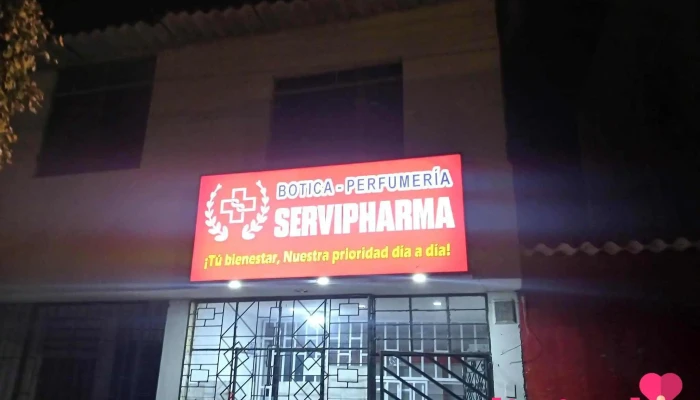 BOTICA - PERFUMERÍA
SERVIPHARMA
¡Tú bienestar, Nuestra prioridad día a día!